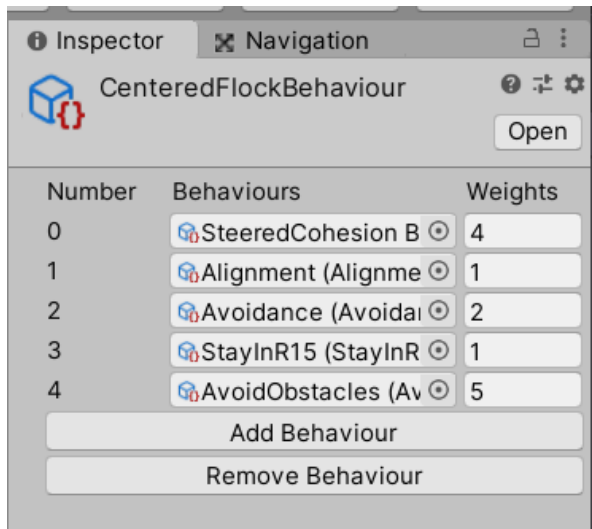 Inspector Navigation
CenteredFlockBehaviour
Open
Number Behaviours Weights
0 SteeredCohesion B 4
1 Alignment (Alignme 1
2 Avoidance (Avoidar 2
3 StayInR15 (StayInR 1
4 AvoidObstacles (Av 5
Add Behaviour
Remove Behaviour